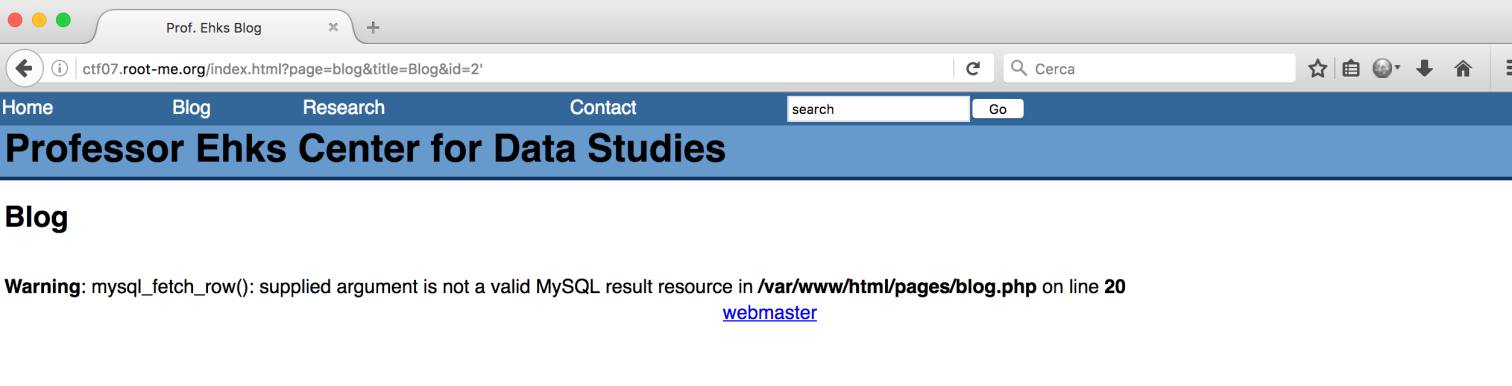 Prof. Ehks Blog
ctf07.root-me.org/index.html?page=blog&title=Blog&id=2'
Cerca
Home Blog Research Contact search Go
Professor Ehks Center for Data Studies
Blog
Warning: mysql_fetch_row(): supplied argument is not a valid MySQL result resource in /var/www/html/pages/blog.php on line 20
webmaster